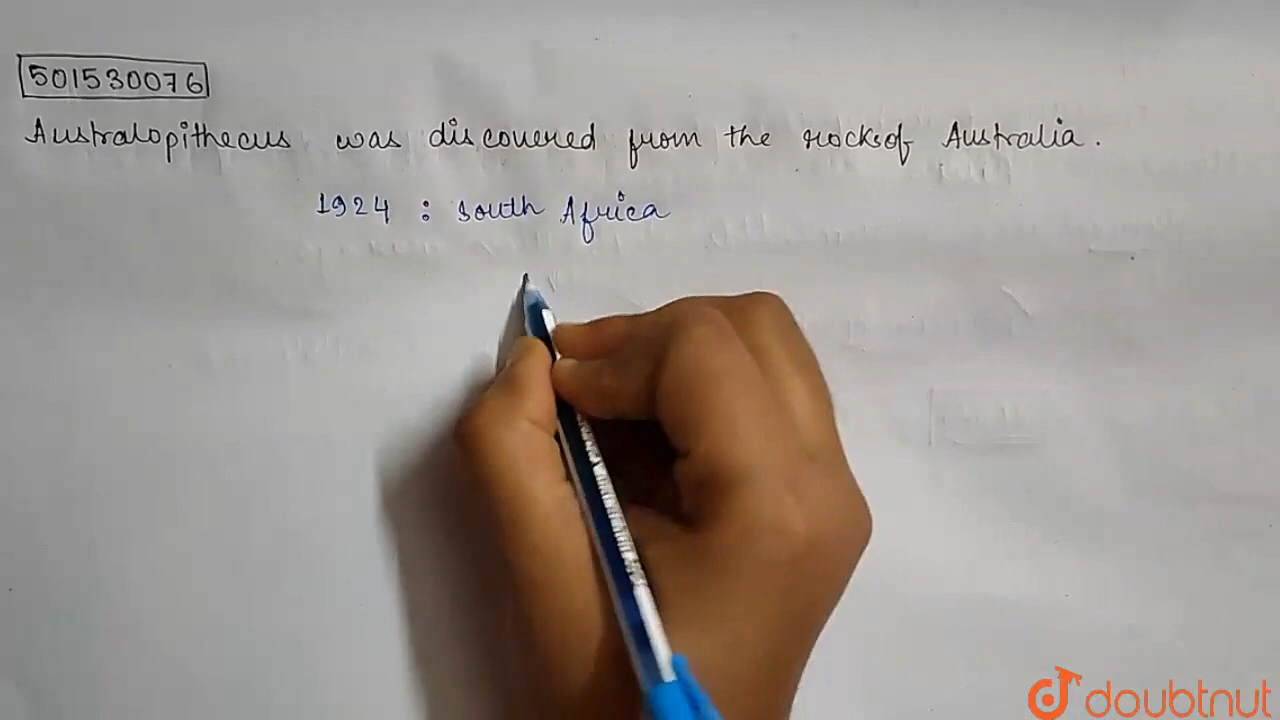 501530076
Australopithecus was discovered from the rocks of Australia.
1924 : South Africa
doubtnut